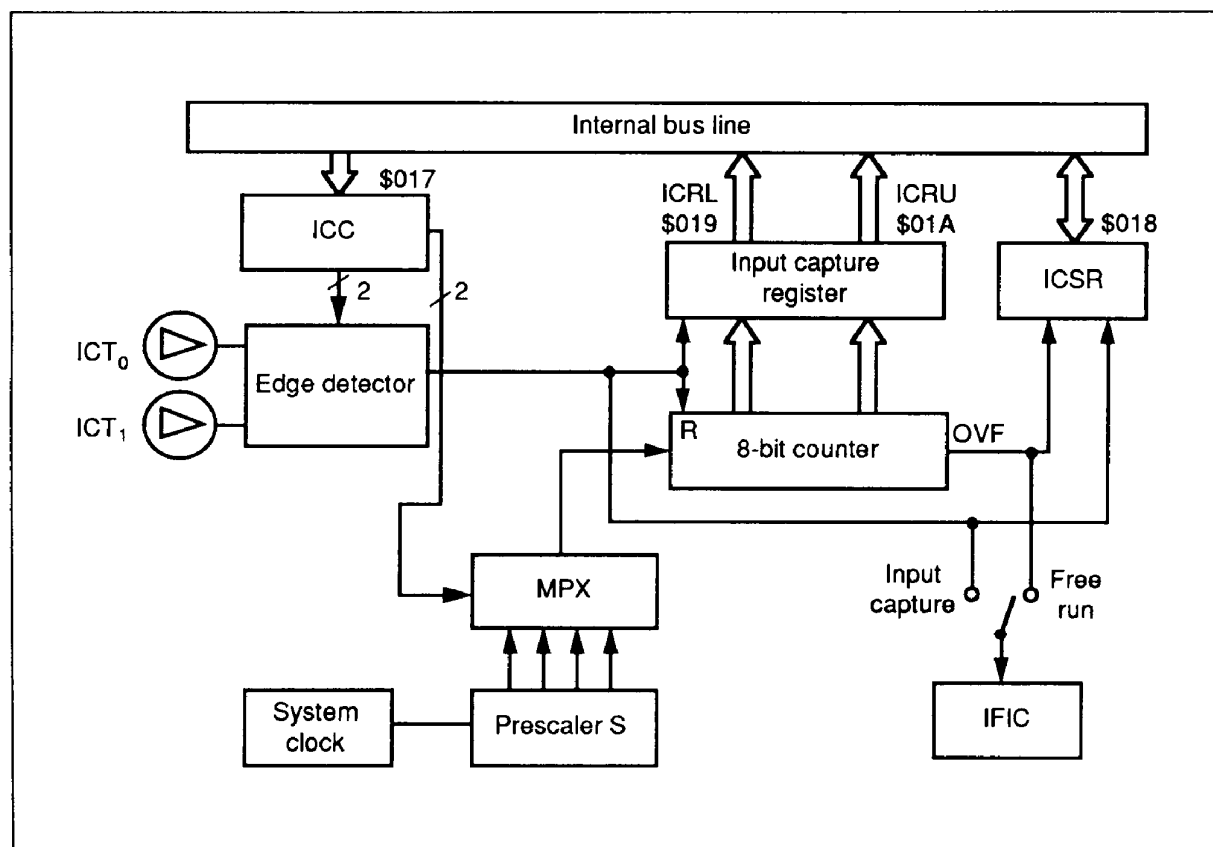 Internal bus line
$017
ICRL
$019
ICRU
$01A
$018
ICC
Input capture
register
ICSR
2
2
ICT0
Edge detector
ICT1
R
8-bit counter
OVF
MPX
Input
capture
Free
run
System
clock
Prescaler S
IFIC